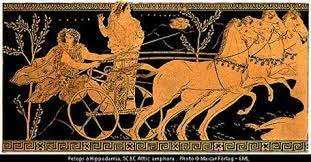 Pelops & Hippodamia, 5C BC Attic amphora. Photo © Maicar Förlag – GML